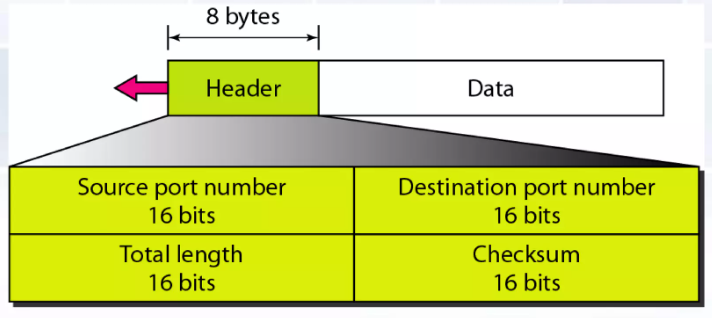 8 bytes
Header
Data
Source port number
16 bits
Destination port number
16 bits
Total length
16 bits
Checksum
16 bits